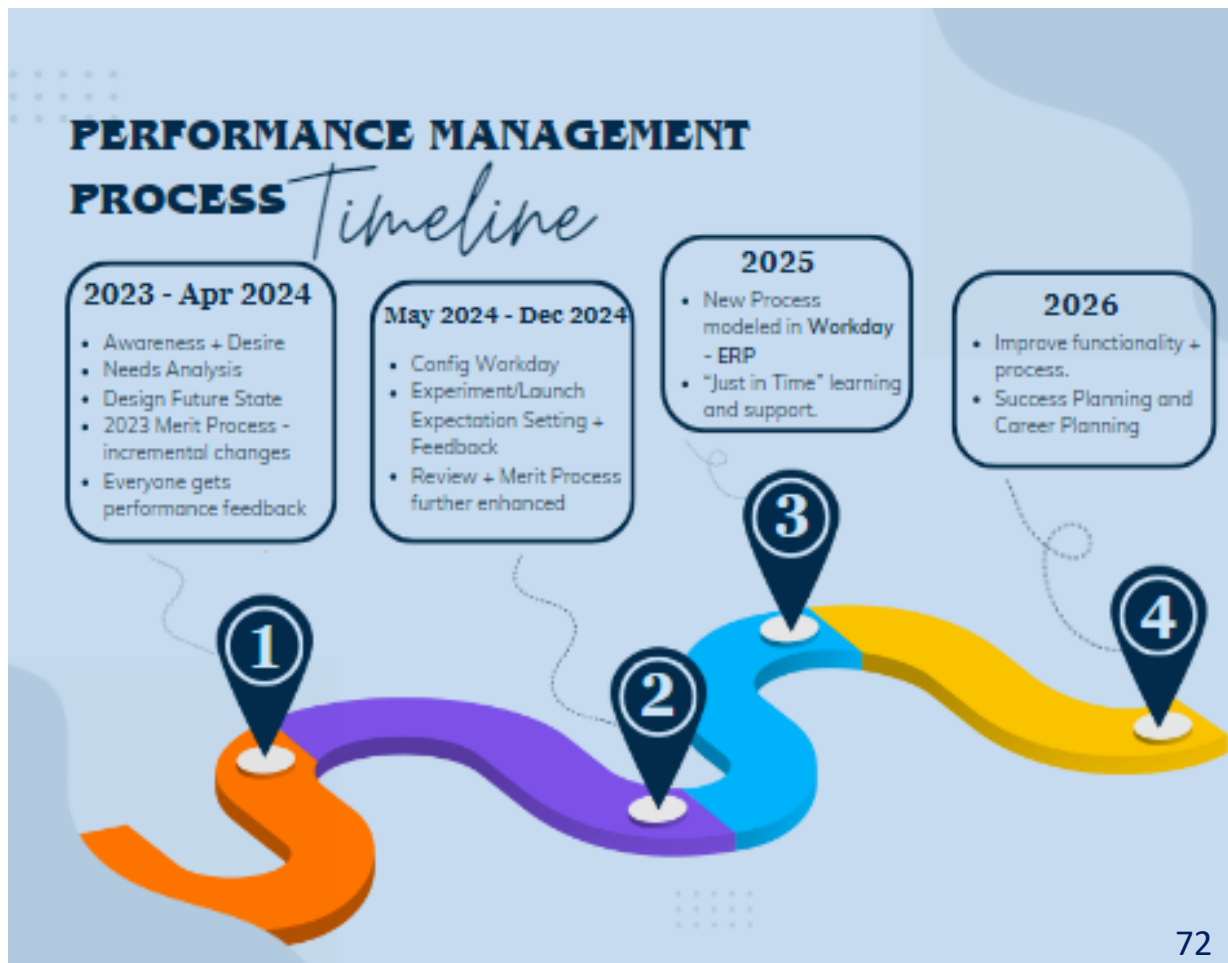 PERFORMANCE MANAGEMENT
PROCESS Timeline
2023 - Apr 2024
• Awareness + Desire
• Needs Analysis
• Design Future State
• 2023 Merit Process -
incremental changes
• Everyone gets
performance feedback
May 2024 - Dec 2024
• Config Workday
• Experiment/Launch
Expectation Setting +
Feedback
• Review + Merit Process
further enhanced
2025
• New Process
modeled in Workday
- ERP
• “Just in Time” learning
and support.
2026
• Improve functionality +
process.
• Success Planning and
Career Planning
1
2
3
4
72